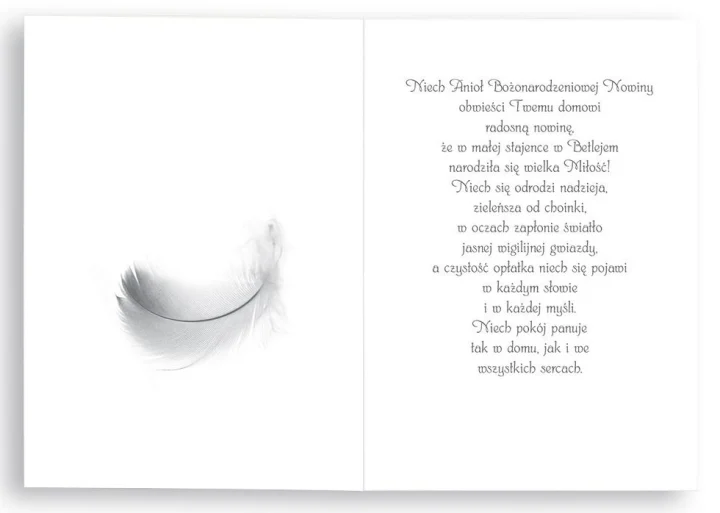 Niech Anioł Bożonarodzeniowej Nowiny
obwieści Twemu domowi
radosną nowinę,
że w małej stajence w Betlejem
narodziła się wielka Miłość!
Niech się odrodzi nadzieja,
zieleńsza od choinki,
w oczach zapłonie światło
jasnej wigilijnej gwiazdy,
a czystość opłatka niech się pojawi
w każdym słowie
i w każdej myśli.
Niech pokój panuje
tak w domu, jak i we
wszystkich sercach.